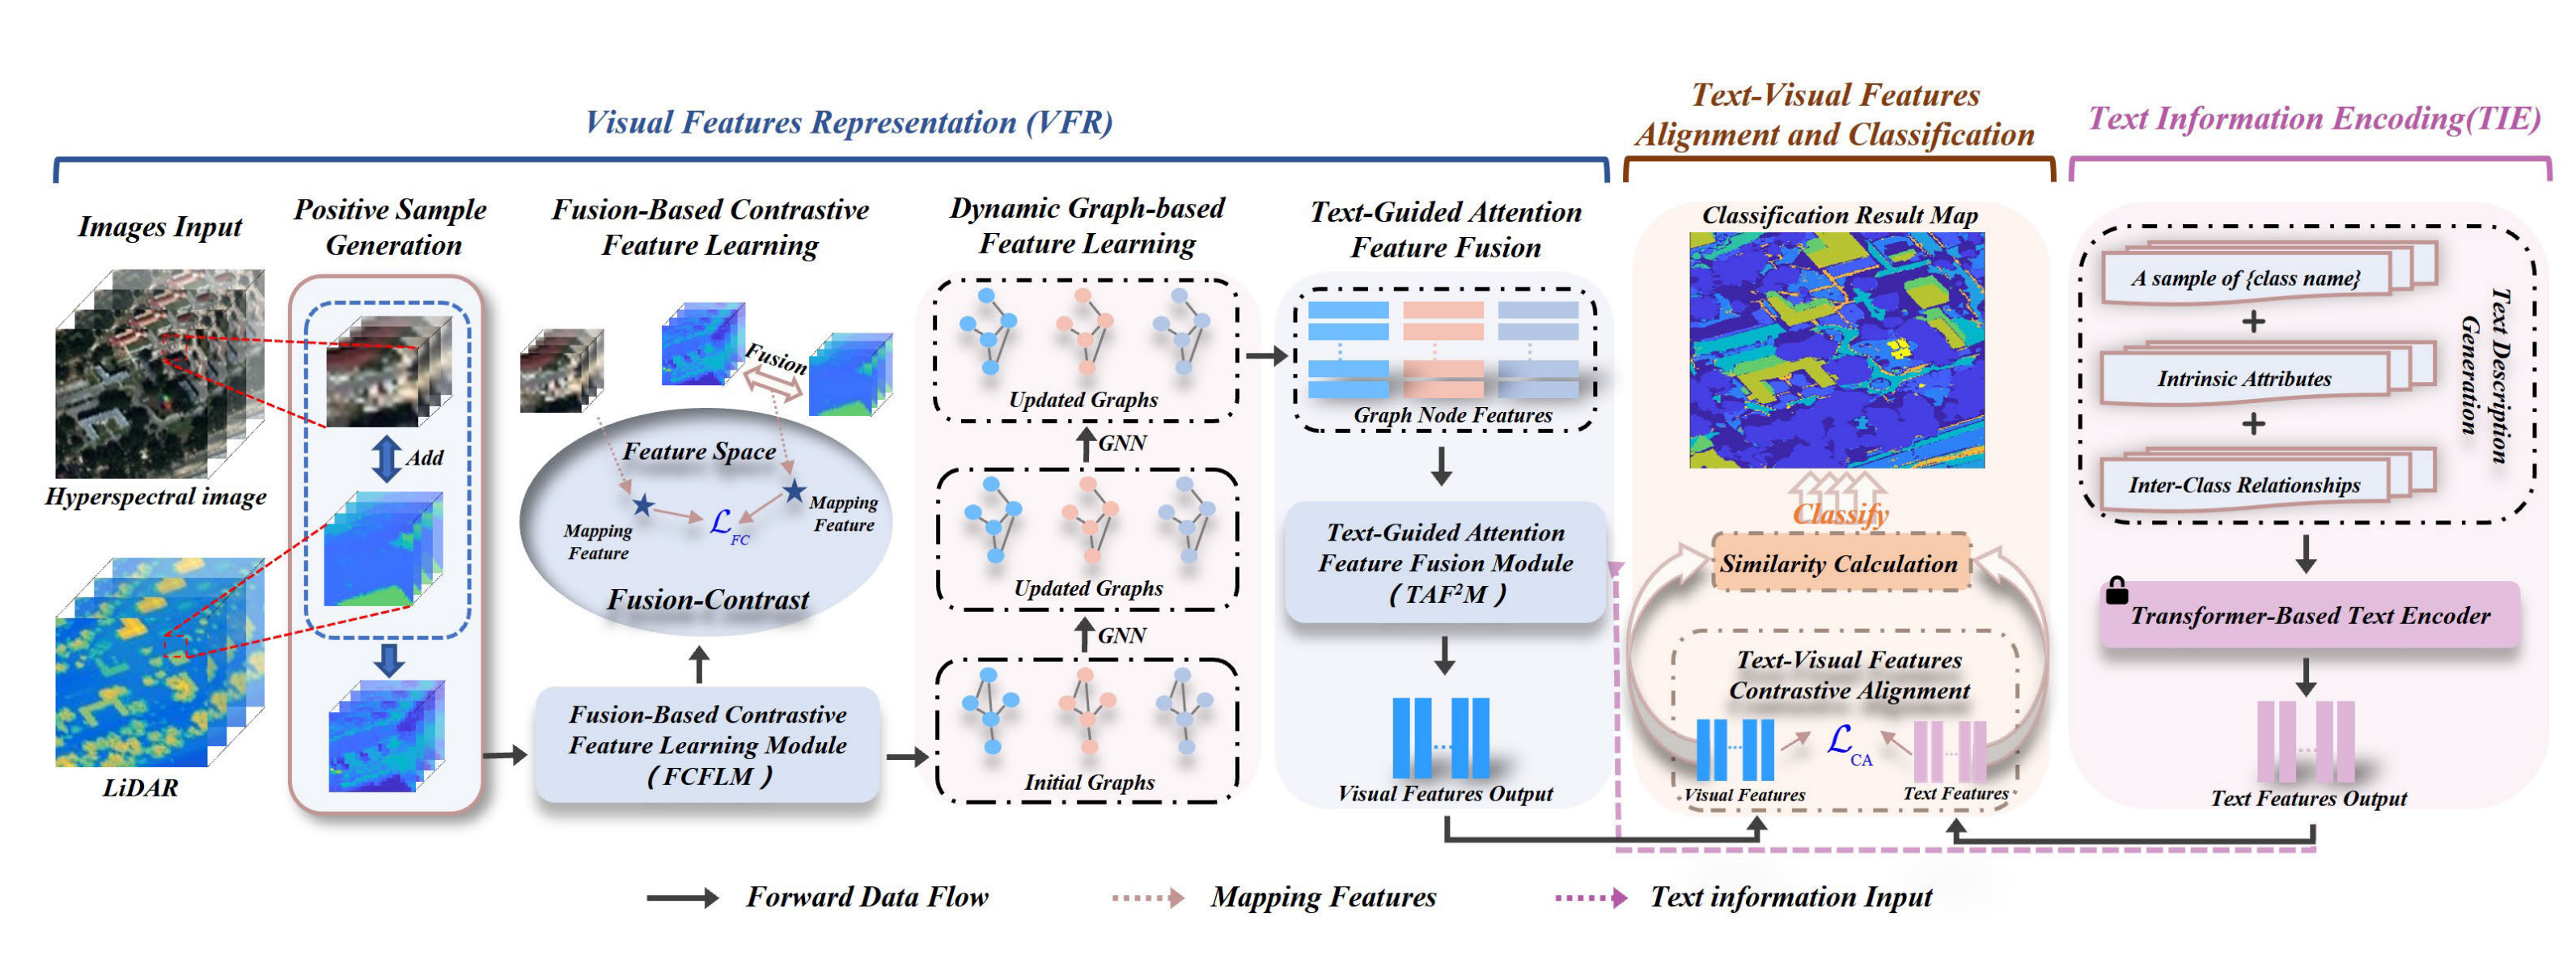 Visual Features Representation (VFR)
Text-Visual Features
Alignment and Classification
Text Information Encoding(TIE)
Images Input
Hyperspectral image
LiDAR
Positive Sample
Generation
Add
Fusion-Based Contrastive
Feature Learning
Fusion
Feature Space
Mapping
Feature
Mapping
Feature
ℒFC
Fusion-Contrast
Fusion-Based Contrastive
Feature Learning Module
( FCFLM )
Dynamic Graph-based
Feature Learning
Updated Graphs
GNN
Updated Graphs
GNN
Initial Graphs
Text-Guided Attention
Feature Fusion
Graph Node Features
Text-Guided Attention
Feature Fusion Module
( TAF²M )
Visual Features Output
Classification Result Map
Classify
Similarity Calculation
Text-Visual Features
Contrastive Alignment
ℒCA
Visual Features
Text Features
A sample of {class name}
+
Intrinsic Attributes
+
Inter-Class Relationships
Text Description
Generation
Transformer-Based Text Encoder
Text Features Output
Forward Data Flow
Mapping Features
Text information Input